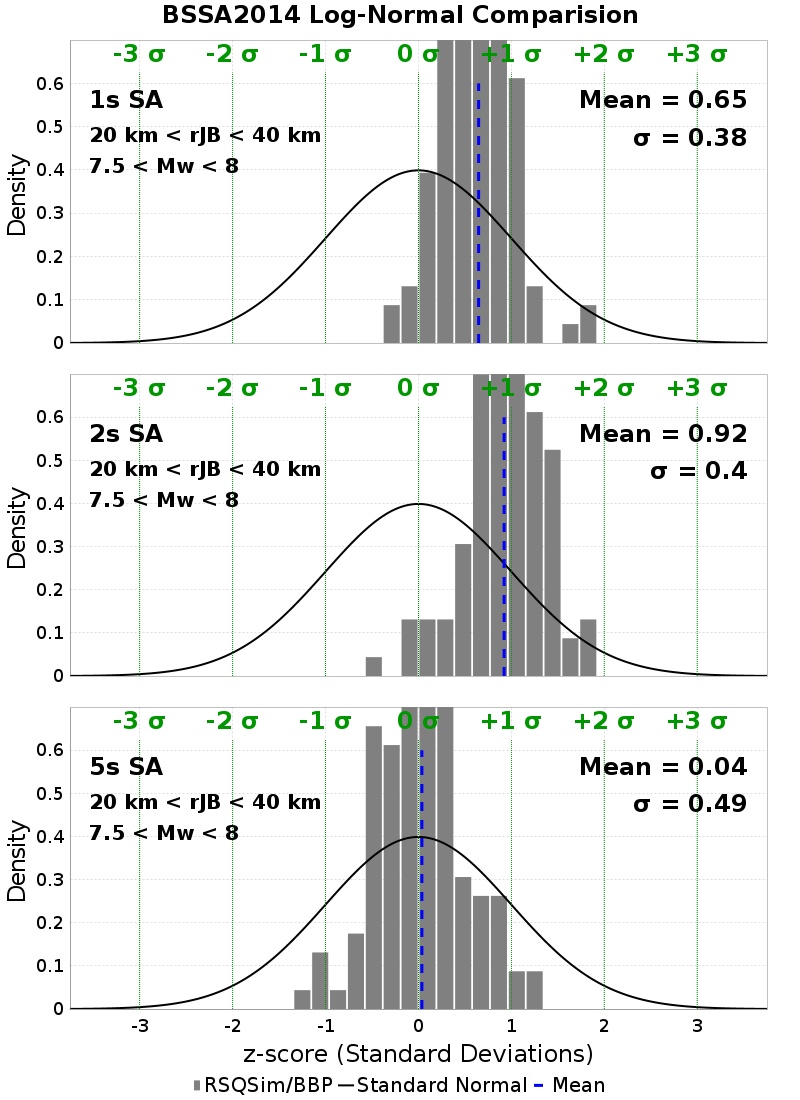 BSSA2014 Log-Normal Comparision
-3 σ -2 σ -1 σ 0 σ +1 σ +2 σ +3 σ
1s SA
20 km < rJB < 40 km
7.5 < Mw < 8
Mean = 0.65
σ = 0.38
0.6
0.5
0.4
0.3
0.2
0.1
0
Density
-3 σ -2 σ -1 σ 0 σ +1 σ +2 σ +3 σ
2s SA
20 km < rJB < 40 km
7.5 < Mw < 8
Mean = 0.92
σ = 0.4
0.6
0.5
0.4
0.3
0.2
0.1
0
Density
-3 σ -2 σ -1 σ 0 σ +1 σ +2 σ +3 σ
5s SA
20 km < rJB < 40 km
7.5 < Mw < 8
Mean = 0.04
σ = 0.49
0.6
0.5
0.4
0.3
0.2
0.1
0
Density
-3 -2 -1 0 1 2 3
z-score (Standard Deviations)
RSQSim/BBP Standard Normal Mean